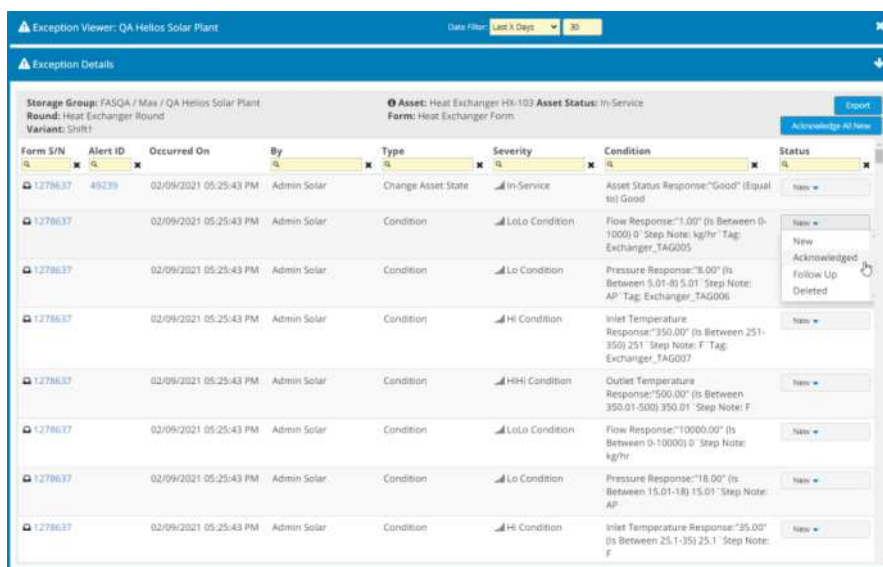 Exception Viewer: QA Helios Solar Plant Date Filter: Last X Days 30
Exception Details
Storage Group: FASQA / Max / QA Helios Solar Plant
Round: Heat Exchanger Round
Variant: Shift1
Asset: Heat Exchanger HX-103 Asset Status: In-Service
Form: Heat Exchanger Form
Export
Acknowledge All New
Form S/N Alert ID Occurred On By Type Severity Condition Status
1278637 49239 02/09/2021 05:25:43 PM Admin Solar Change Asset State In-Service Asset Status Response:"Good" (Equal New
to) Good
1278637 02/09/2021 05:25:43 PM Admin Solar Condition LoLo Condition Flow Response:"1.00" (Is Between 0- New
1000) 0`Step Note: kg/hr`Tag:
Exchanger_TAG005
New
Acknowledged
Follow Up
Deleted
1278637 02/09/2021 05:25:43 PM Admin Solar Condition Lo Condition Pressure Response:"8.00" (Is
Between 5.01-8) 5.01`Step Note:
AP`Tag: Exchanger_TAG006
1278637 02/09/2021 05:25:43 PM Admin Solar Condition Hi Condition Inlet Temperature New
Response:"350.00" (Is Between 251-
350) 251`Step Note: F`Tag:
Exchanger_TAG007
1278637 02/09/2021 05:25:43 PM Admin Solar Condition HiHi Condition Outlet Temperature New
Response:"500.00" (Is Between
350.01-500) 350.01`Step Note: F
1278637 02/09/2021 05:25:43 PM Admin Solar Condition LoLo Condition Flow Response:"10000.00" (Is New
Between 0-10000) 0`Step Note:
kg/hr
1278637 02/09/2021 05:25:43 PM Admin Solar Condition Lo Condition Pressure Response:"18.00" (Is New
Between 15.01-18) 15.01`Step Note:
AP
1278637 02/09/2021 05:25:43 PM Admin Solar Condition Hi Condition Inlet Temperature Response:"35.00" New
(Is Between 25.1-35) 25.1`Step Note:
F